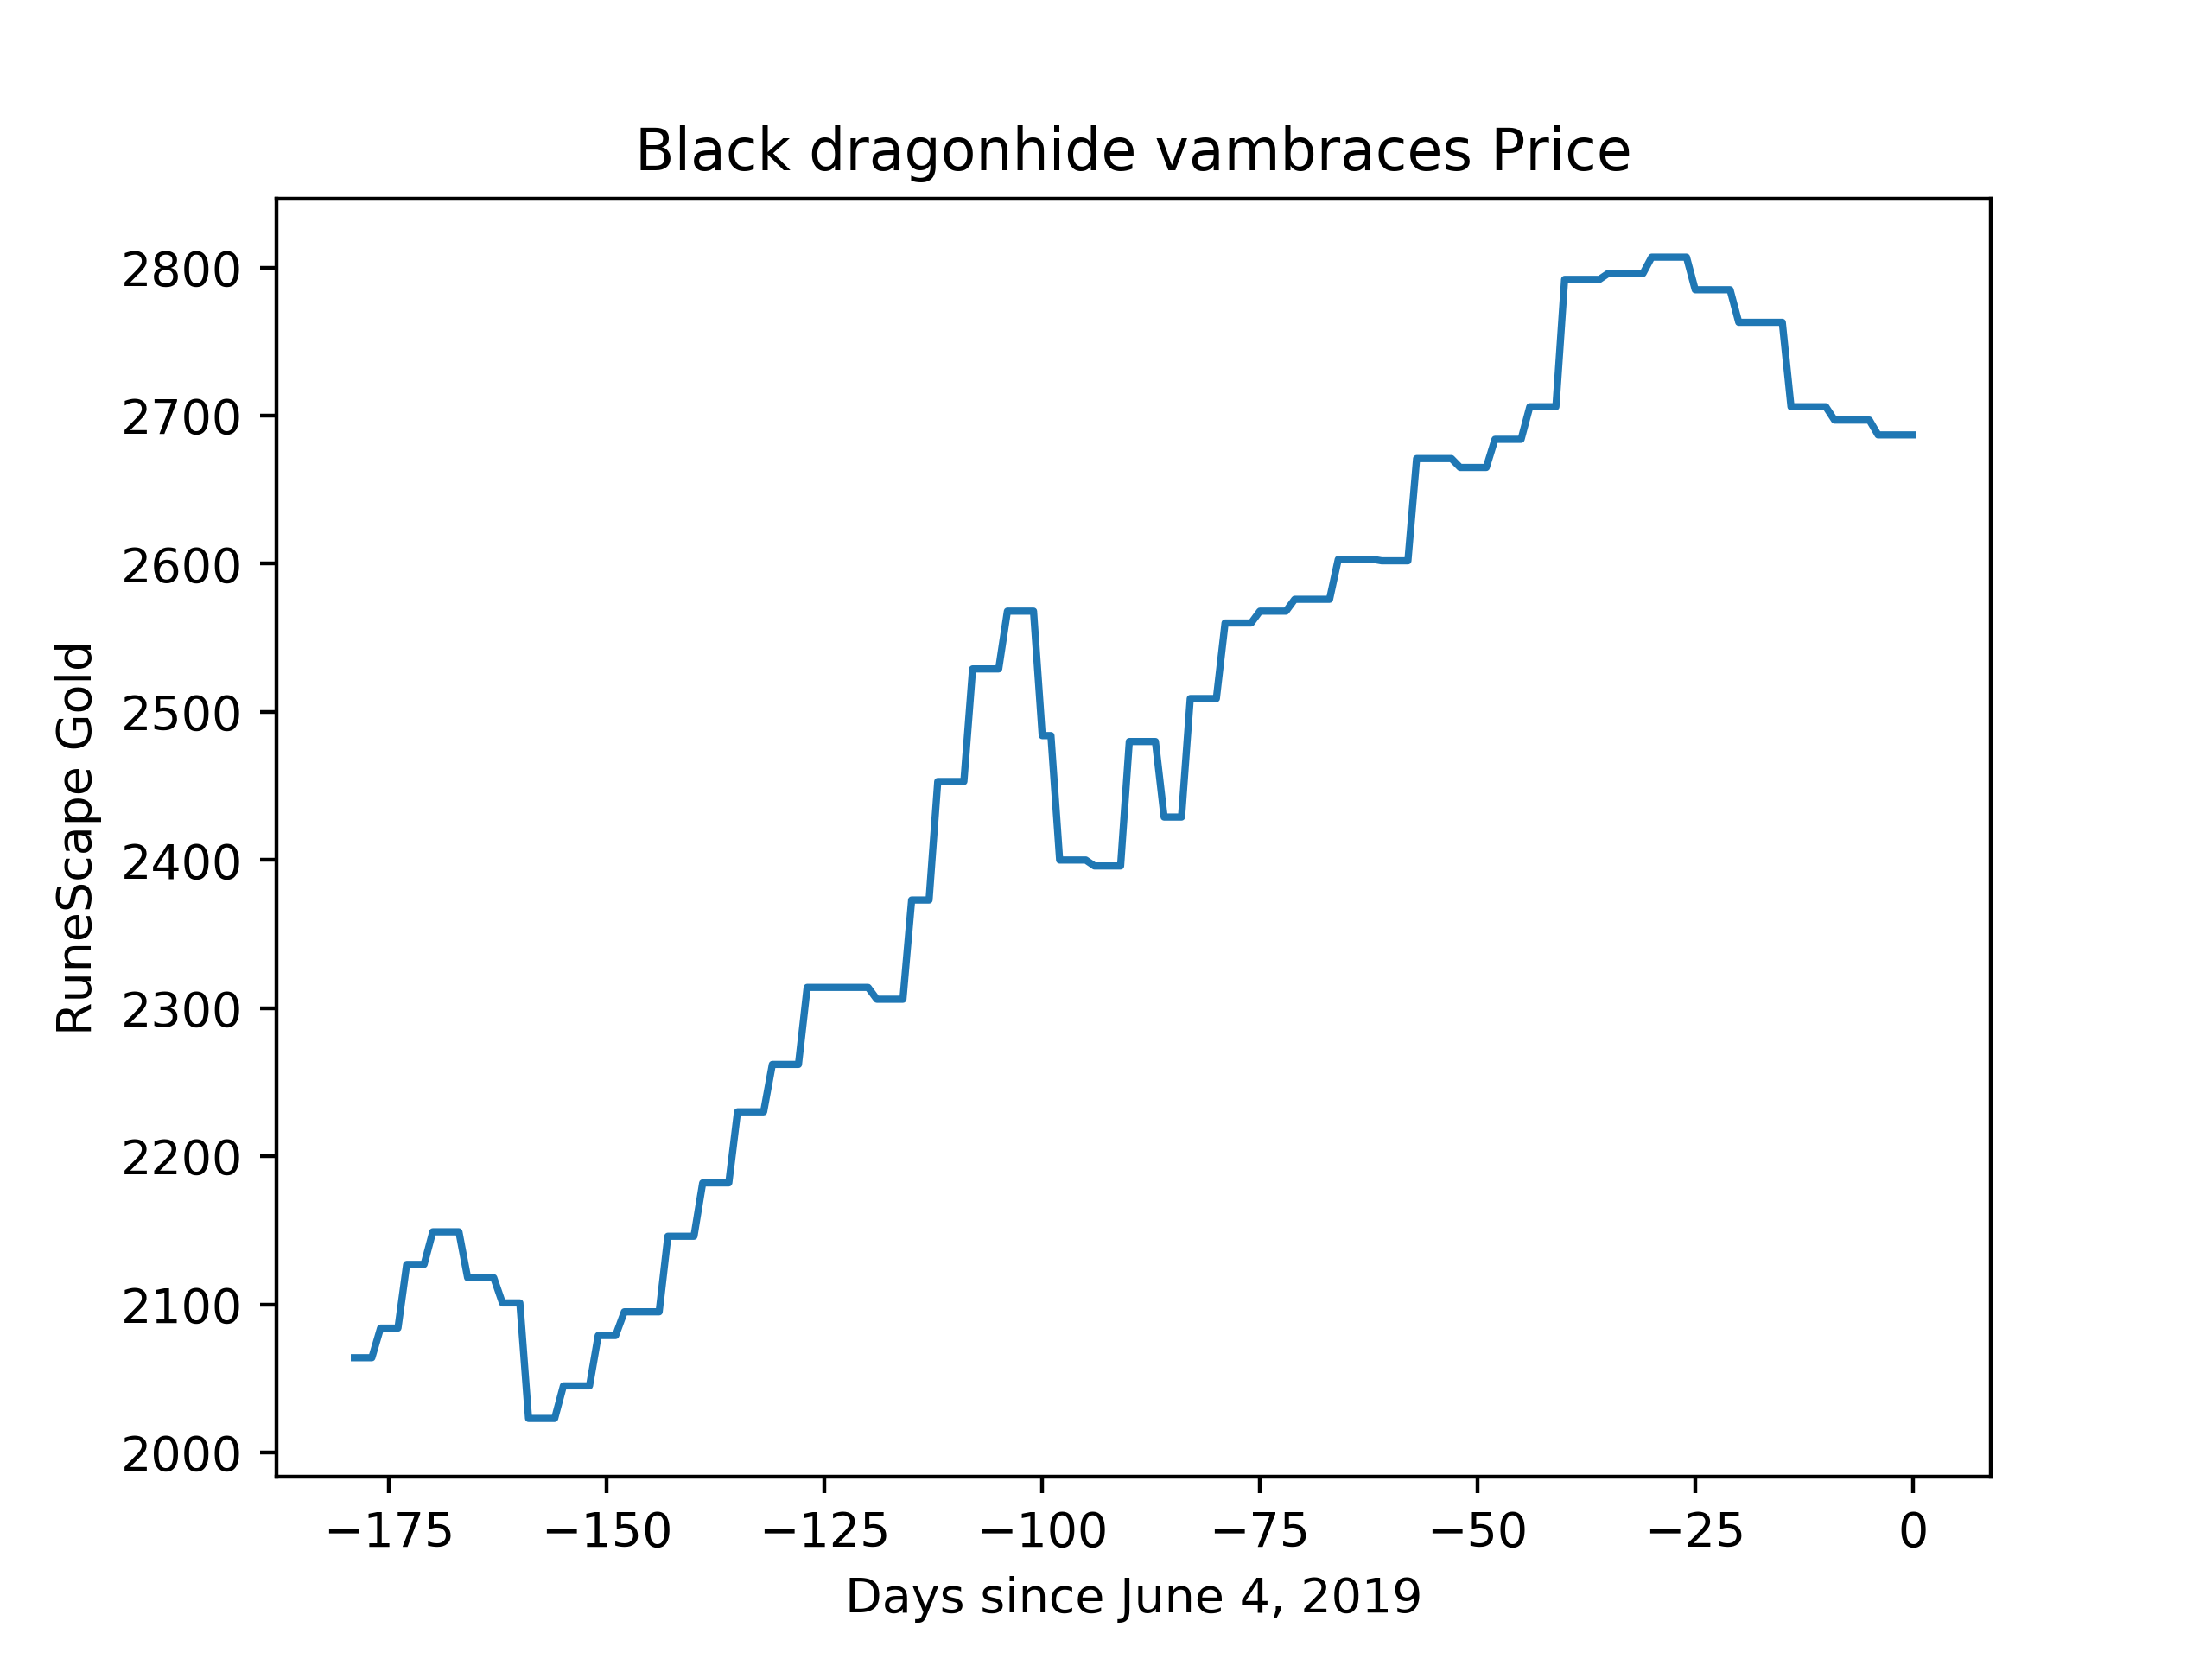 Black dragonhide vambraces Price
RuneScape Gold
2800
2700
2600
2500
2400
2300
2200
2100
2000
−175 −150 −125 −100 −75 −50 −25 0
Days since June 4, 2019